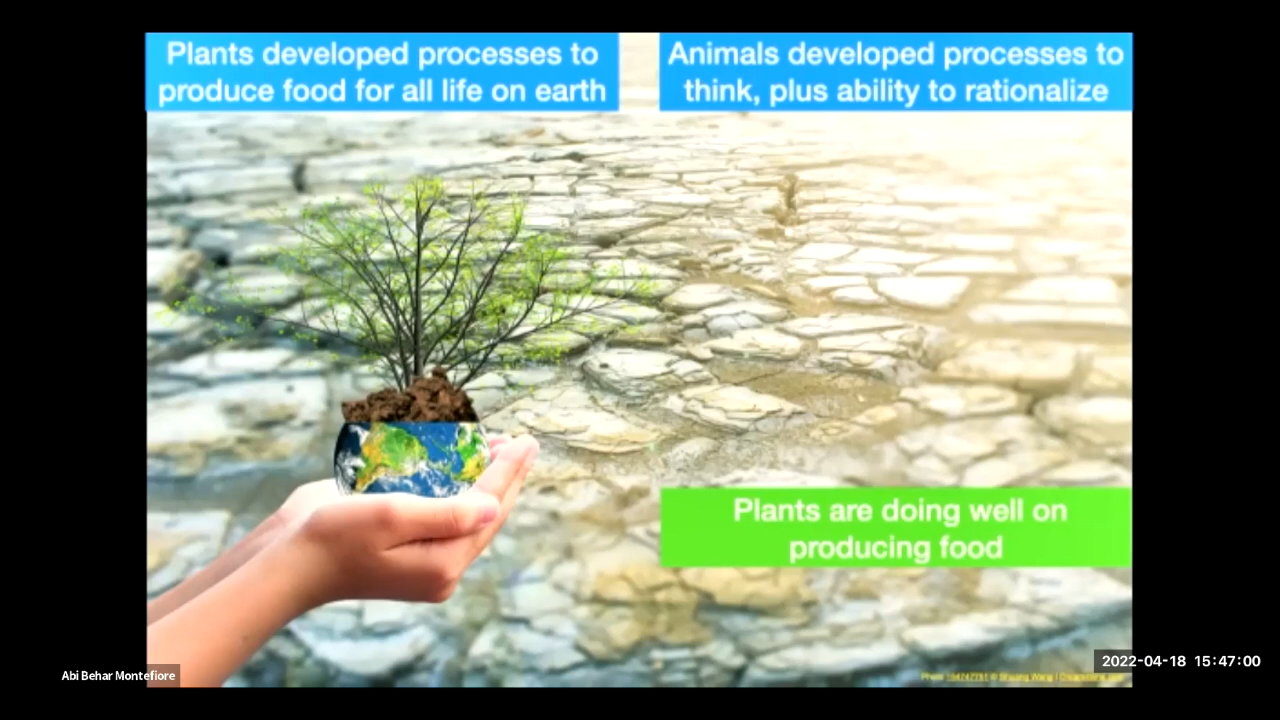 Plants developed processes to
produce food for all life on earth
Animals developed processes to
think, plus ability to rationalize
Plants are doing well on
producing food
Abi Behar Montefiore
2022-04-18 15:47:00